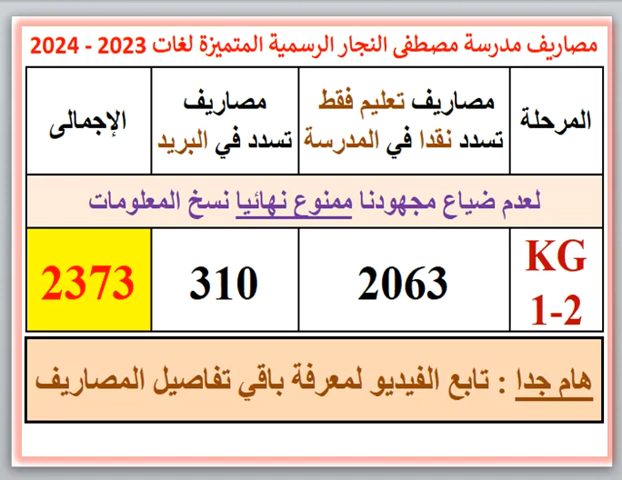 مصاريف مدرسة مصطفى النجار الرسمية المتميزة لغات 2023 - 2024
المرحلة
مصاريف تعليم فقط
تسدد نقدا في المدرسة
مصاريف
تسدد في البريد
الإجمالى
لعدم ضياع مجهودنا ممنوع نهائيا نسخ المعلومات
KG
1-2
2063
310
2373
هام جدا : تابع الفيديو لمعرفة باقي تفاصيل المصاريف